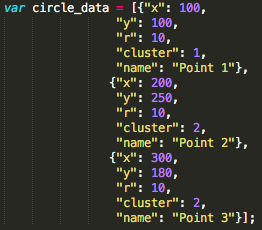 var circle_data = [{"x": 100,
"y": 100,
"r": 10,
"cluster": 1,
"name": "Point 1"},
{"x": 200,
"y": 250,
"r": 10,
"cluster": 2,
"name": "Point 2"},
{"x": 300,
"y": 180,
"r": 10,
"cluster": 2,
"name": "Point 3"}];